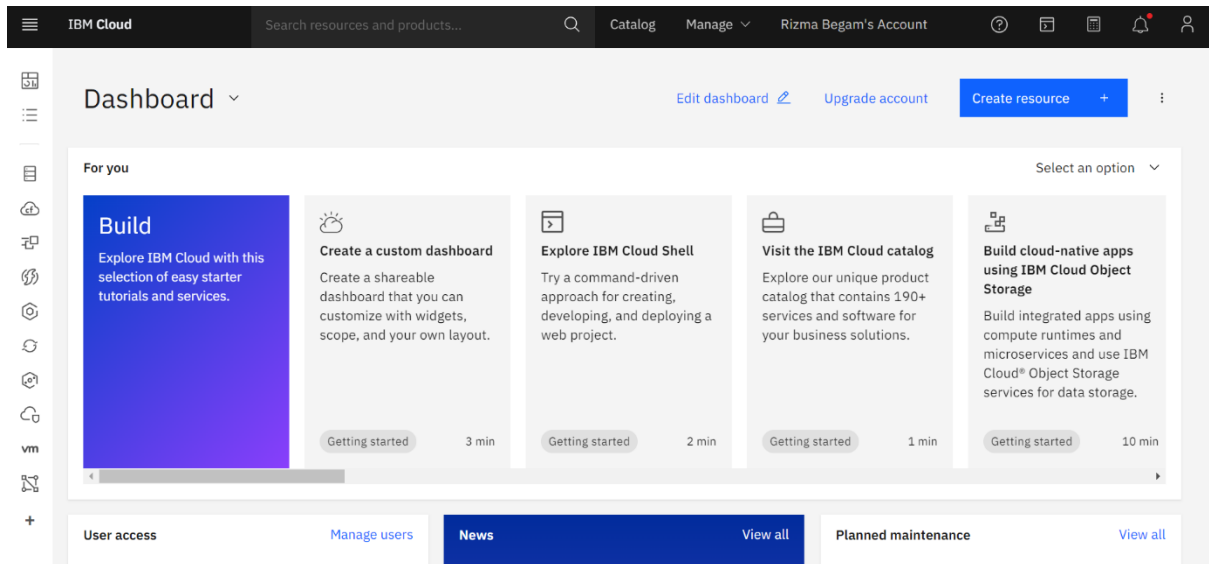 IBM Cloud
Search resources and products...
Catalog
Manage
Rizma Begam's Account
Dashboard
Edit dashboard
Upgrade account
Create resource +
For you
Select an option
Build
Explore IBM Cloud with this
selection of easy starter
tutorials and services.
Create a custom dashboard
Create a shareable
dashboard that you can
customize with widgets,
scope, and your own layout.
Getting started
3 min
Explore IBM Cloud Shell
Try a command-driven
approach for creating,
developing, and deploying a
web project.
Getting started
2 min
Visit the IBM Cloud catalog
Explore our unique product
catalog that contains 190+
services and software for
your business solutions.
Getting started
1 min
Build cloud-native apps
using IBM Cloud Object
Storage
Build integrated apps using
compute runtimes and
microservices and use IBM
Cloud® Object Storage
services for data storage.
Getting started
10 min
cf
vm
User access
Manage users
News
View all
Planned maintenance
View all